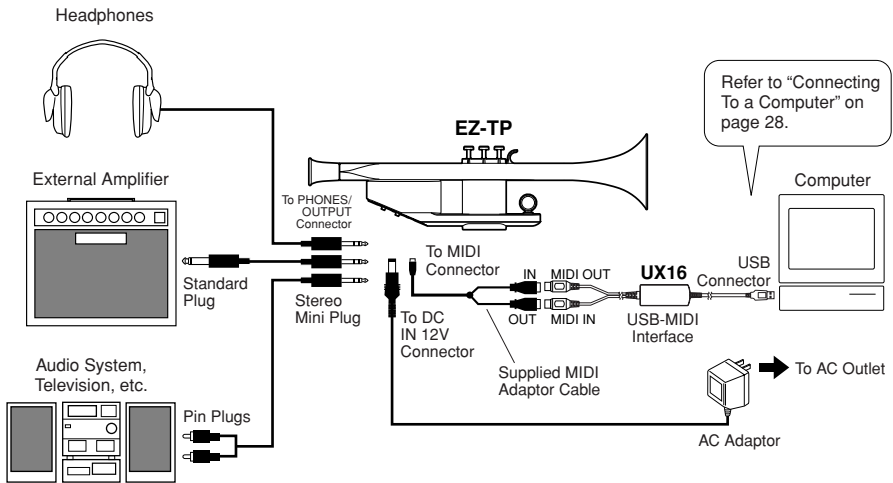 Headphones
External Amplifier
Standard
Plug
Audio System,
Television, etc.
Pin Plugs
To PHONES/
OUTPUT
Connector
Stereo
Mini Plug
EZ-TP
To MIDI
Connector
To DC
IN 12V
Connector
IN MIDI OUT
OUT MIDI IN
Supplied MIDI
Adaptor Cable
UX16
USB-MIDI
Interface
USB
Connector
Refer to “Connecting
To a Computer” on
page 28.
Computer
To AC Outlet
AC Adaptor